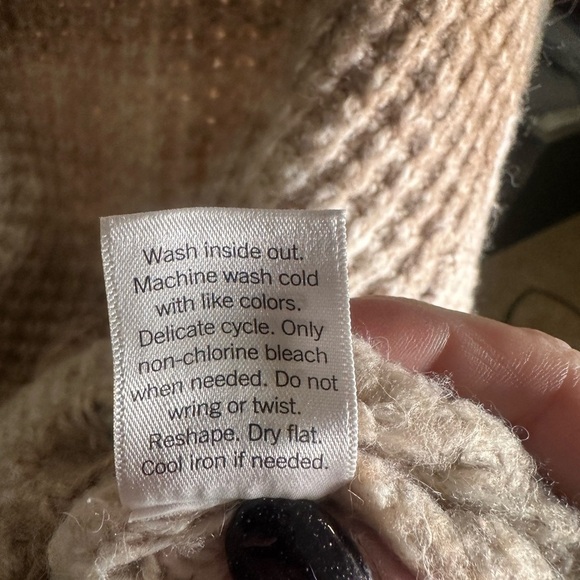 Wash inside out.
Machine wash cold
with like colors.
Delicate cycle. Only
non-chlorine bleach
when needed. Do not
wring or twist.
Reshape. Dry flat.
Cool iron if needed.